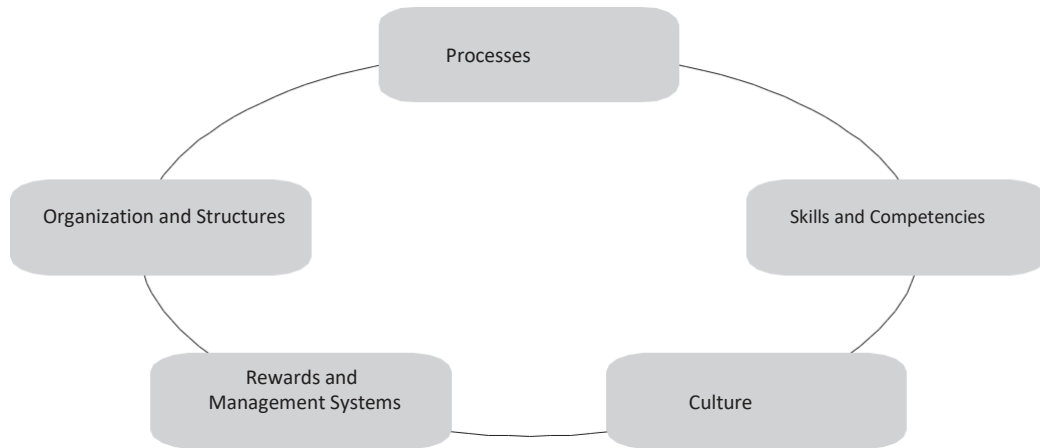 Processes
Organization and Structures
Skills and Competencies
Rewards and
Management Systems
Culture